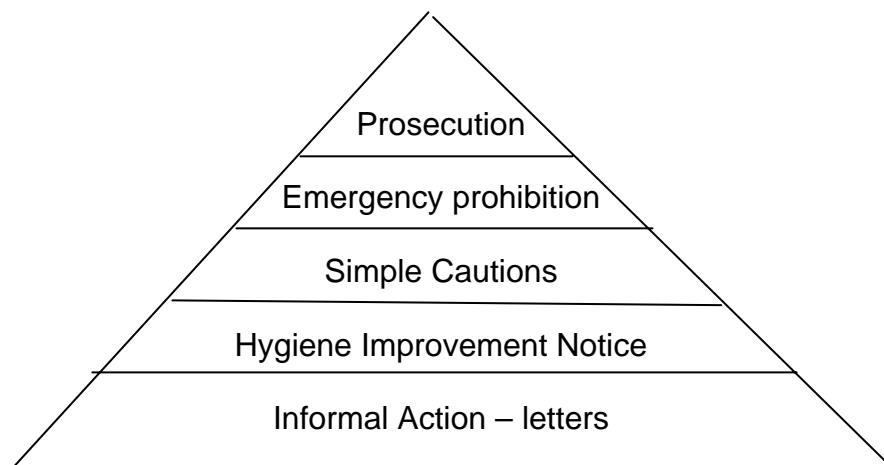 Prosecution
Emergency prohibition
Simple Cautions
Hygiene Improvement Notice
Informal Action – letters